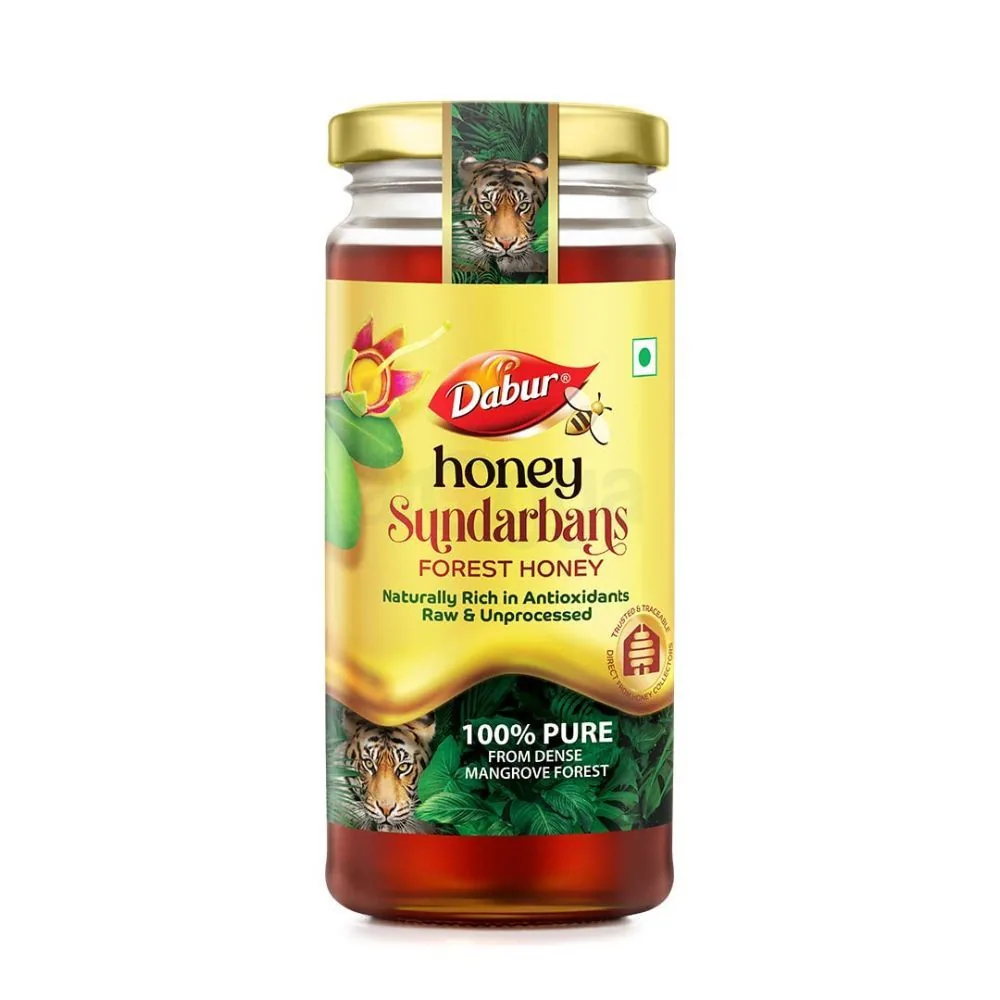 Dabur®
honey
Sundarbans
FOREST HONEY
Naturally Rich in Antioxidants
Raw & Unprocessed
TRUSTED & TRACEABLE
DIRECT FROM HONEY COLLECTORS
100% PURE
FROM DENSE
MANGROVE FOREST